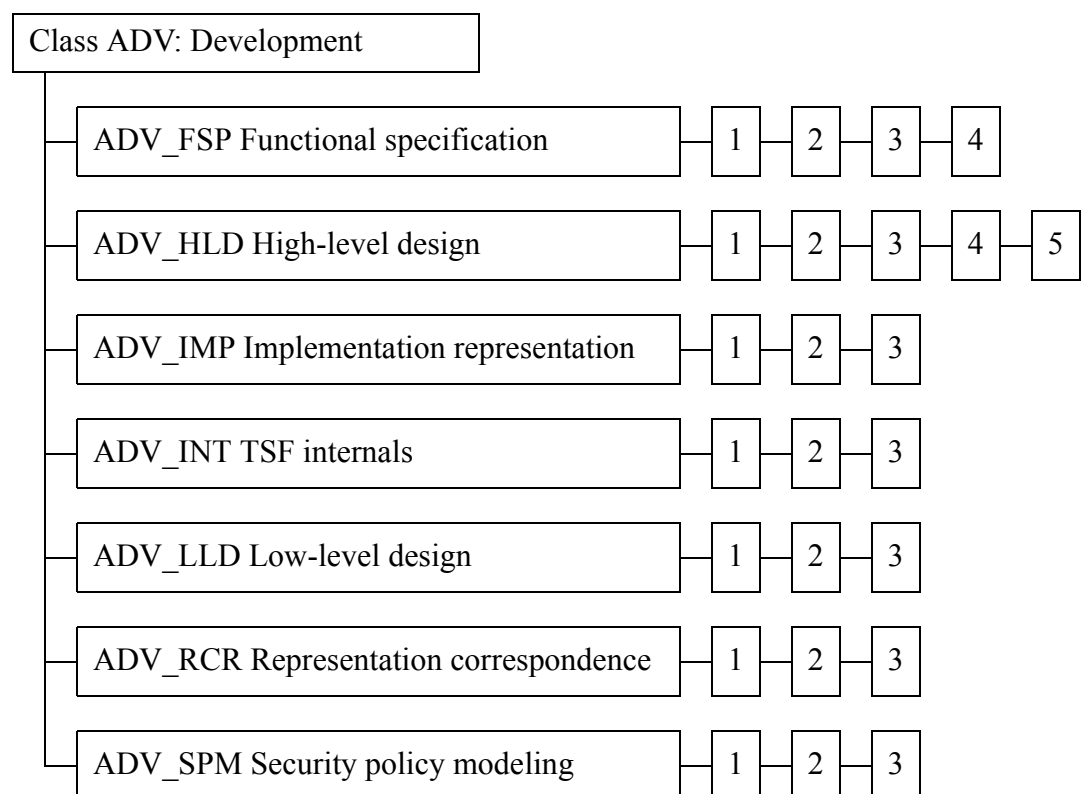 Class ADV: Development
ADV_FSP Functional specification 1 2 3 4
ADV_HLD High-level design 1 2 3 4 5
ADV_IMP Implementation representation 1 2 3
ADV_INT TSF internals 1 2 3
ADV_LLD Low-level design 1 2 3
ADV_RCR Representation correspondence 1 2 3
ADV_SPM Security policy modeling 1 2 3